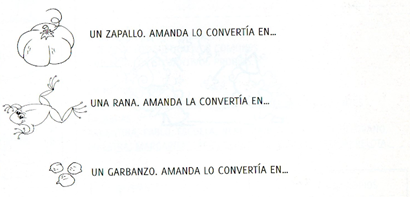 UN ZAPALLO. AMANDA LO CONVERTÍA EN...
UNA RANA. AMANDA LA CONVERTÍA EN...
UN GARBANZO. AMANDA LO CONVERTÍA EN...